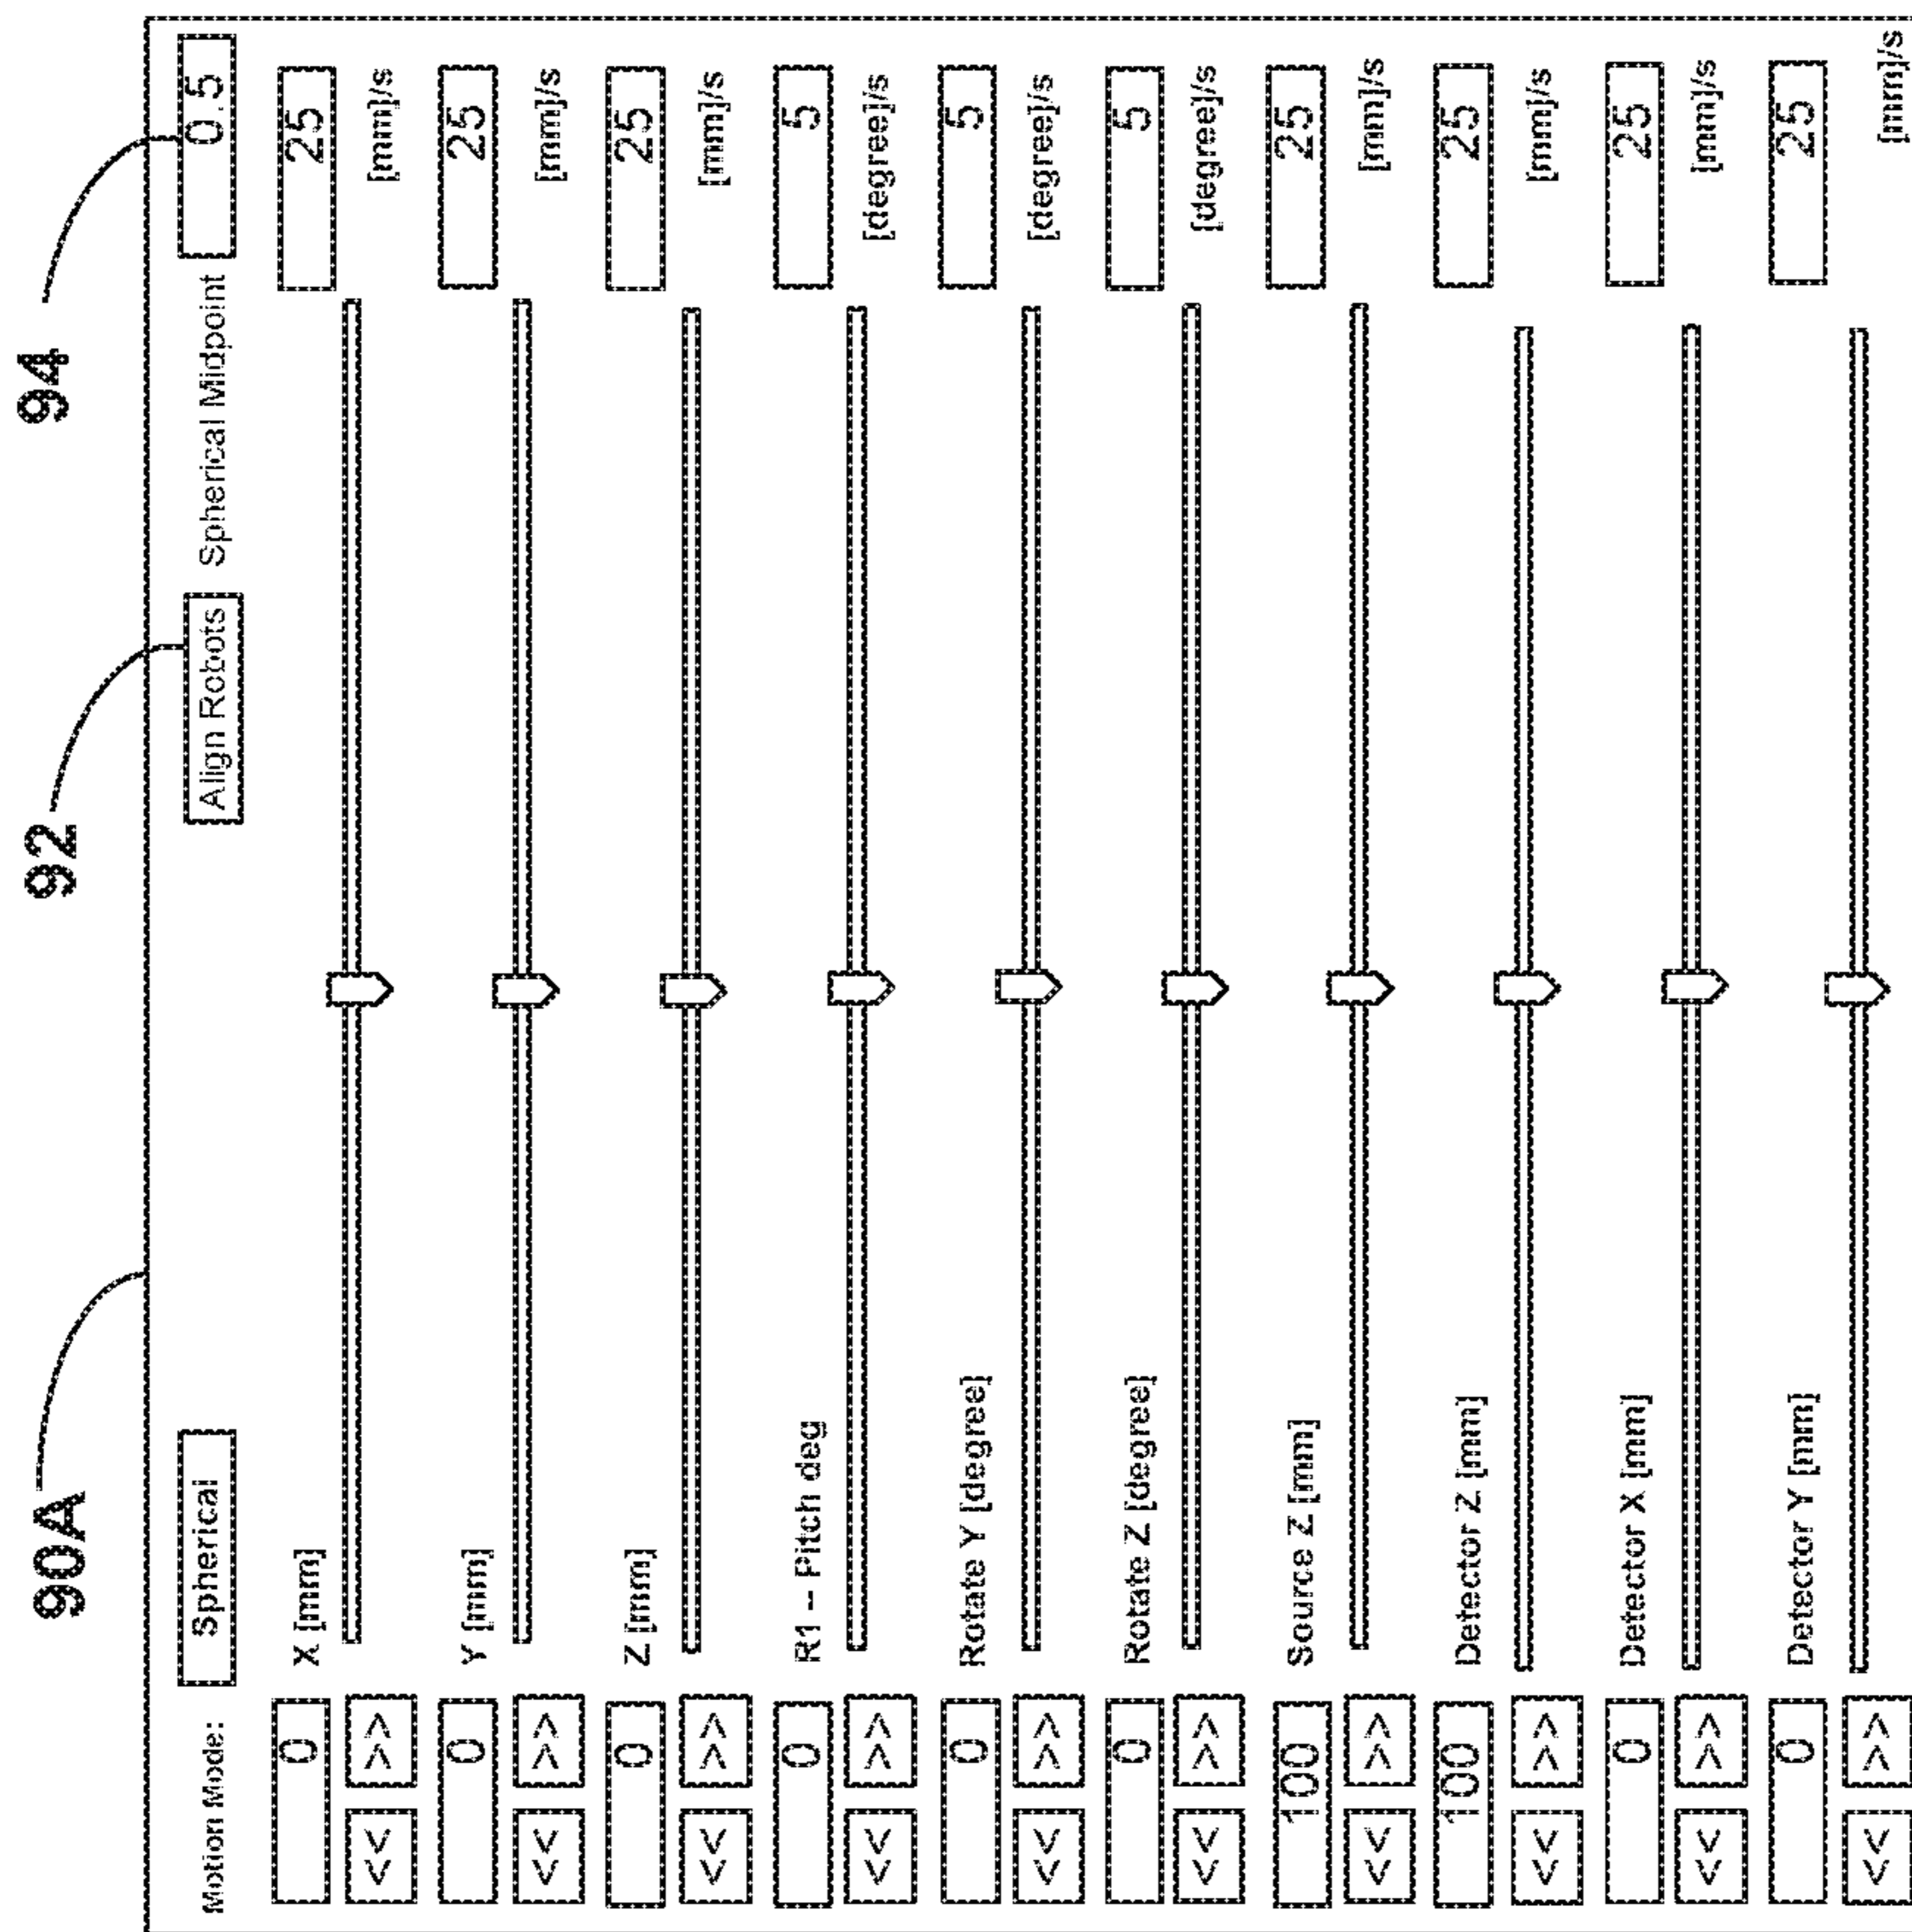 90A 92 94
Motion Mode: Spherical Align Robots Spherical Midpoint 0.5
0 X [mm] 25
<< >> [mm]/s
0 Y [mm] 25
<< >> [mm]/s
0 Z [mm] 25
<< >> [mm]/s
0 R1 -- Pitch deg 5
<< >> [degree]/s
0 Rotate Y [degree] 5
<< >> [degree]/s
0 Rotate Z [degree] 5
<< >> [degree]/s
100 Source Z [mm] 25
<< >> [mm]/s
100 Detector Z [mm] 25
<< >> [mm]/s
0 Detector X [mm] 25
<< >> [mm]/s
0 Detector Y [mm] 25
<< >> [mm]/s